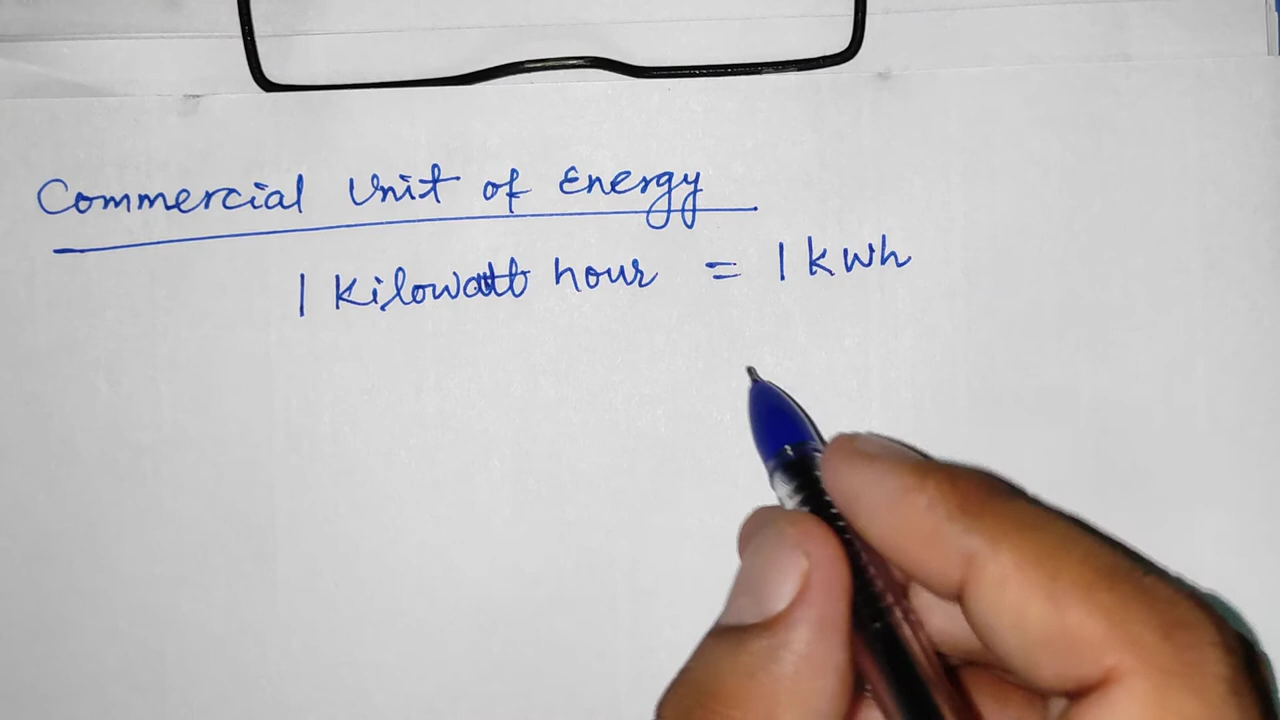 Commercial Unit of Energy
1 Kilowatt hour = 1 kwh